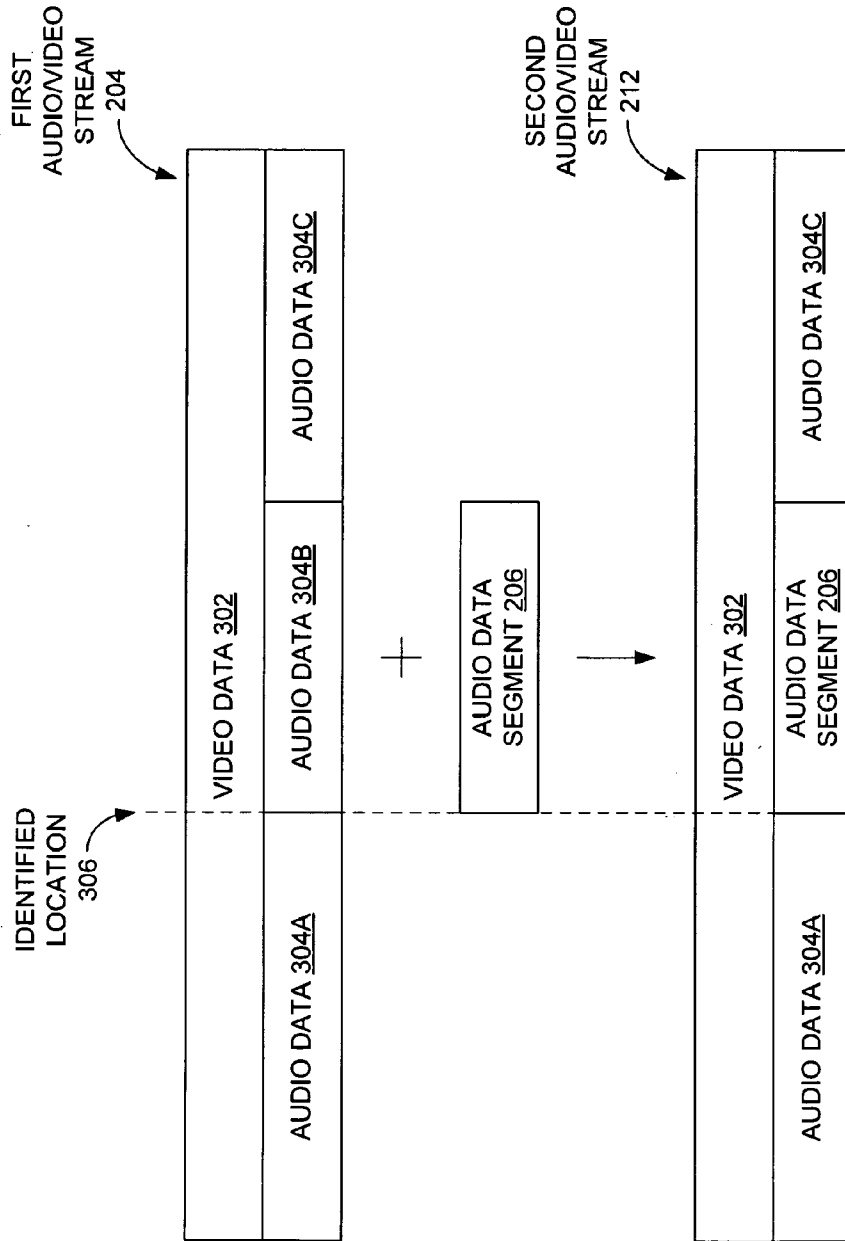 FIRST
AUDIO/VIDEO
STREAM
204
IDENTIFIED
LOCATION
306
VIDEO DATA 302
AUDIO DATA 304A
AUDIO DATA 304B
AUDIO DATA 304C
+
AUDIO DATA
SEGMENT 206
SECOND
AUDIO/VIDEO
STREAM
212
VIDEO DATA 302
AUDIO DATA 304A
AUDIO DATA
SEGMENT 206
AUDIO DATA 304C